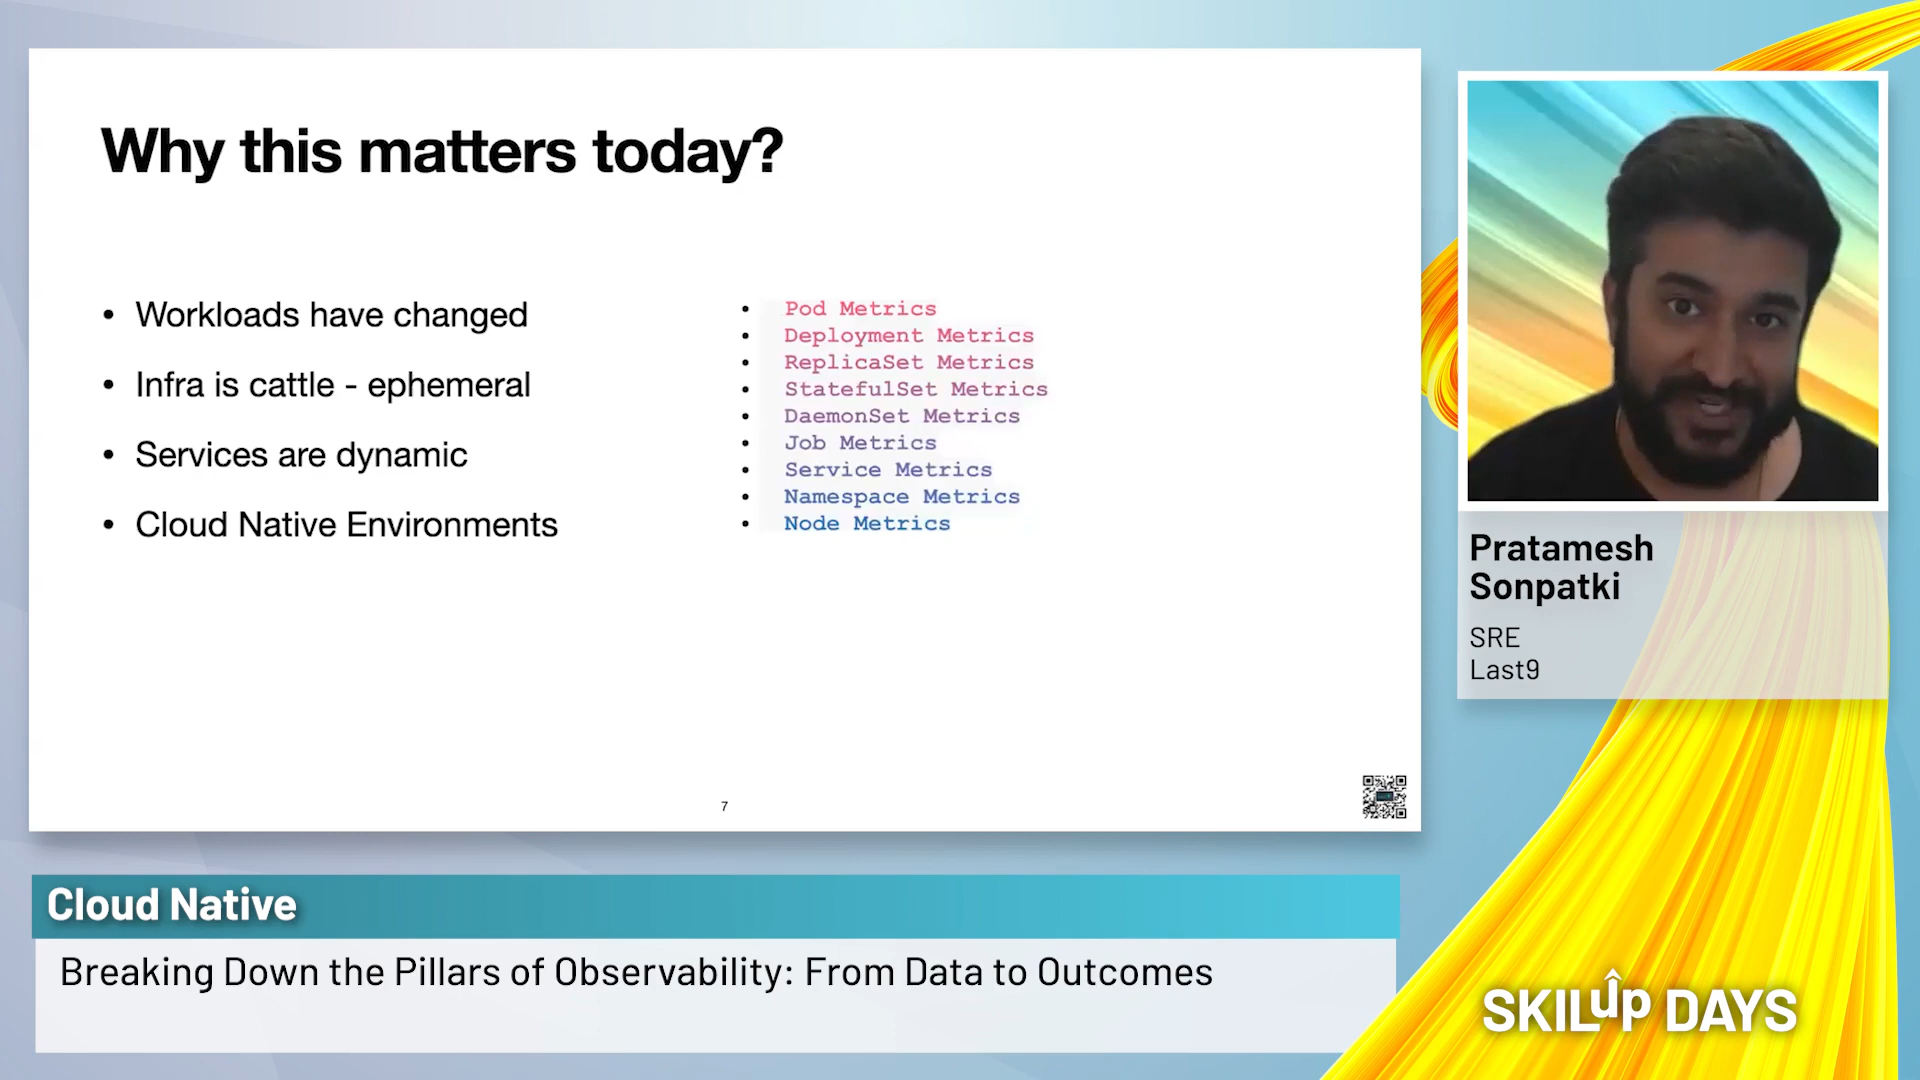 Why this matters today?
• Workloads have changed
• Infra is cattle - ephemeral
• Services are dynamic
• Cloud Native Environments
• Pod Metrics
• Deployment Metrics
• ReplicaSet Metrics
• StatefulSet Metrics
• DaemonSet Metrics
• Job Metrics
• Service Metrics
• Namespace Metrics
• Node Metrics
7
Pratamesh
Sonpatki
SRE
Last9
Cloud Native
Breaking Down the Pillars of Observability: From Data to Outcomes
SKILup DAYS